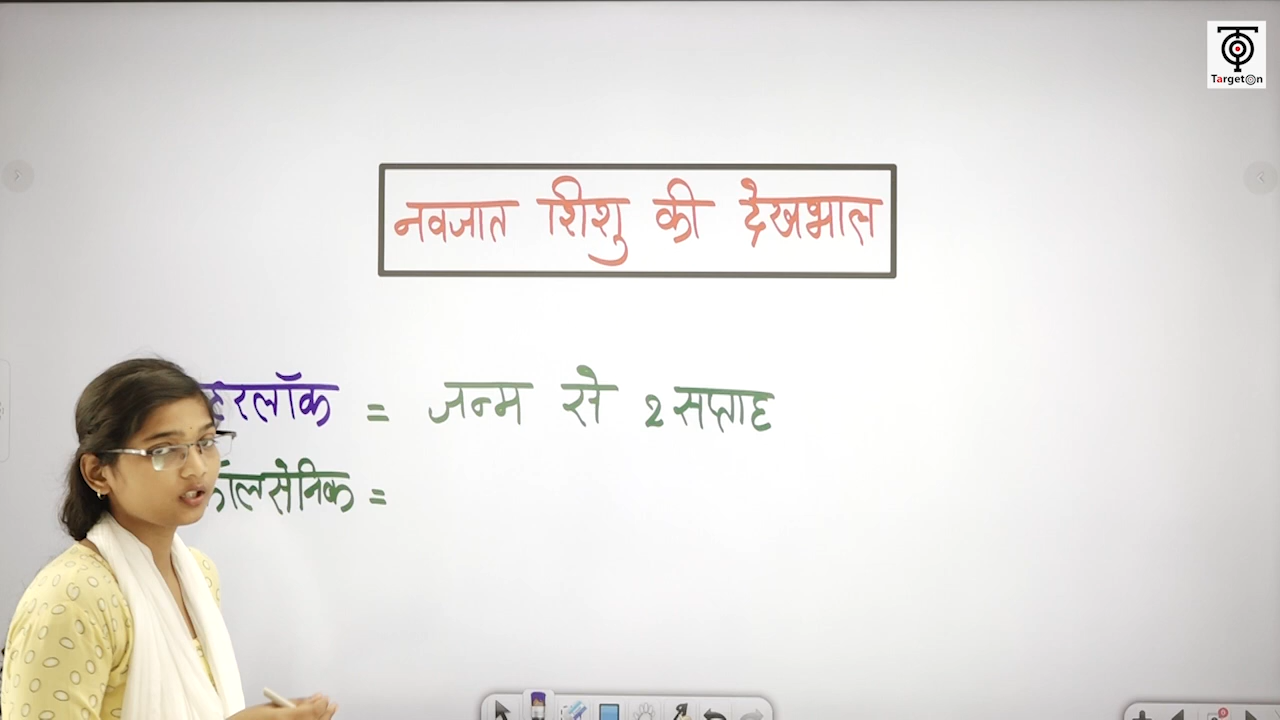 TargetOn
नवजात शिशु की देखभाल
= जन्म से 2 सप्ताह
=